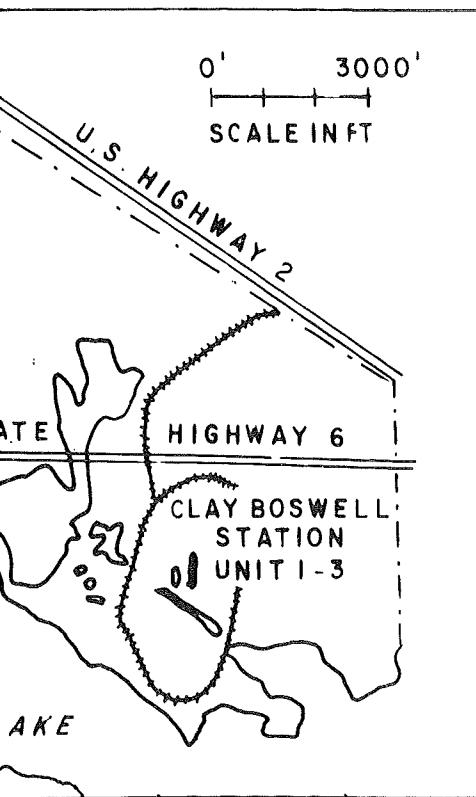 0' 3000'
SCALE IN FT
U.S. HIGHWAY 2
ATE HIGHWAY 6
CLAY BOSWELL
STATION
UNIT 1-3
AKE